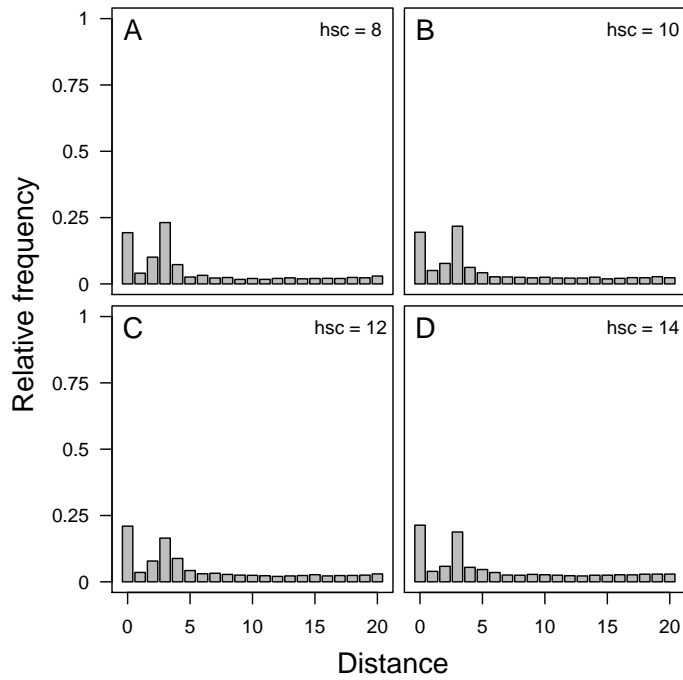 A
hsc = 8
B
hsc = 10
C
hsc = 12
D
hsc = 14
Relative frequency
1
0.75
0.5
0.25
0
1
0.75
0.5
0.25
0
0 5 10 15 20
0 5 10 15 20
Distance